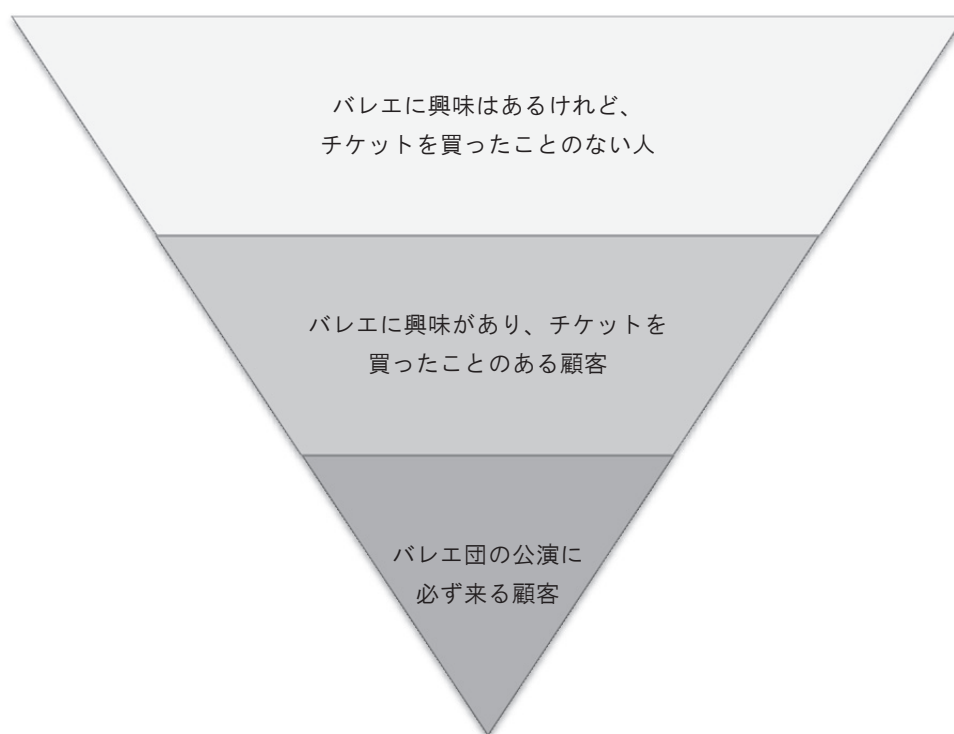 バレエに興味はあるけれど、
チケットを買ったことのない人
バレエに興味があり、チケットを
買ったことのある顧客
バレエ団の公演に
必ず来る顧客